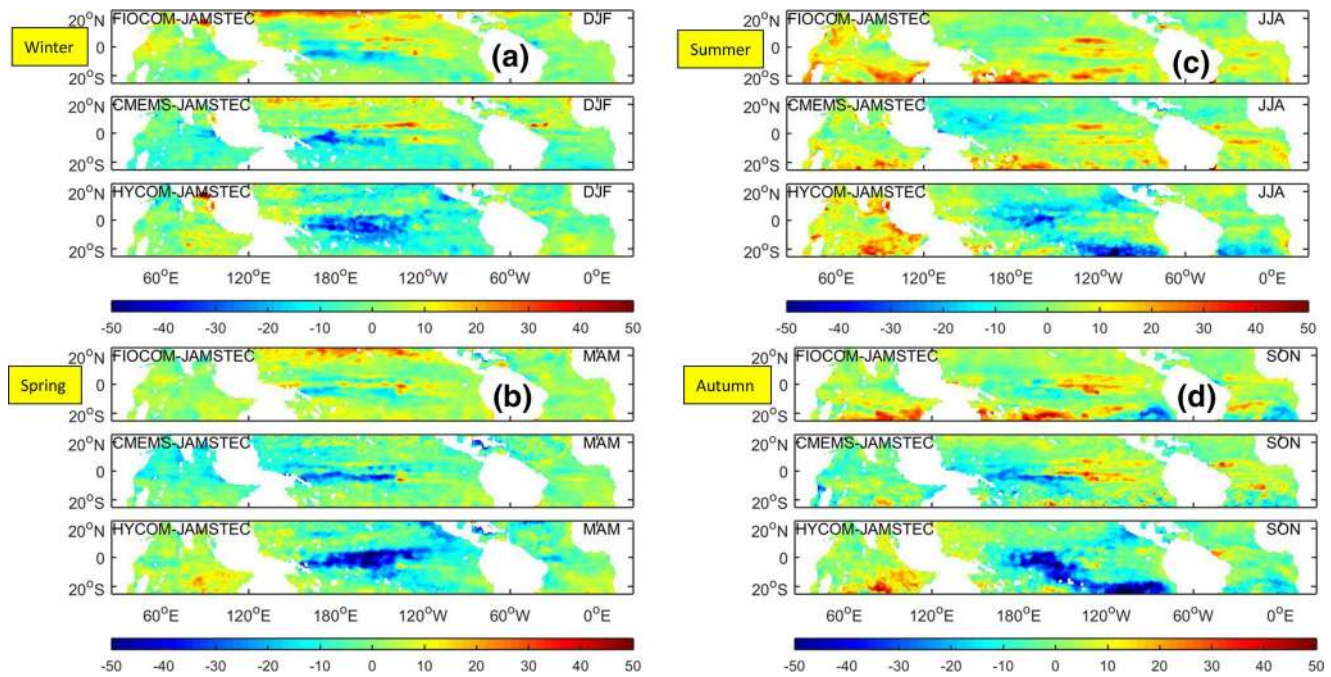 Winter
(a)
FIOCOM-JAMSTEC DJF
20°N
0
20°S
CMEMS-JAMSTEC DJF
20°N
0
20°S
HYCOM-JAMSTEC DJF
20°N
0
20°S
60°E 120°E 180°W 120°W 60°W 0°E
-50 -40 -30 -20 -10 0 10 20 30 40 50
Spring
(b)
FIOCOM-JAMSTEC MAM
20°N
0
20°S
CMEMS-JAMSTEC MAM
20°N
0
20°S
HYCOM-JAMSTEC MAM
20°N
0
20°S
60°E 120°E 180°W 120°W 60°W 0°E
-50 -40 -30 -20 -10 0 10 20 30 40 50
Summer
(c)
FIOCOM-JAMSTEC JJA
20°N
0
20°S
CMEMS-JAMSTEC JJA
20°N
0
20°S
HYCOM-JAMSTEC JJA
20°N
0
20°S
60°E 120°E 180°W 120°W 60°W 0°E
-50 -40 -30 -20 -10 0 10 20 30 40 50
Autumn
(d)
FIOCOM-JAMSTEC SON
20°N
0
20°S
CMEMS-JAMSTEC SON
20°N
0
20°S
HYCOM-JAMSTEC SON
20°N
0
20°S
60°E 120°E 180°W 120°W 60°W 0°E
-50 -40 -30 -20 -10 0 10 20 30 40 50